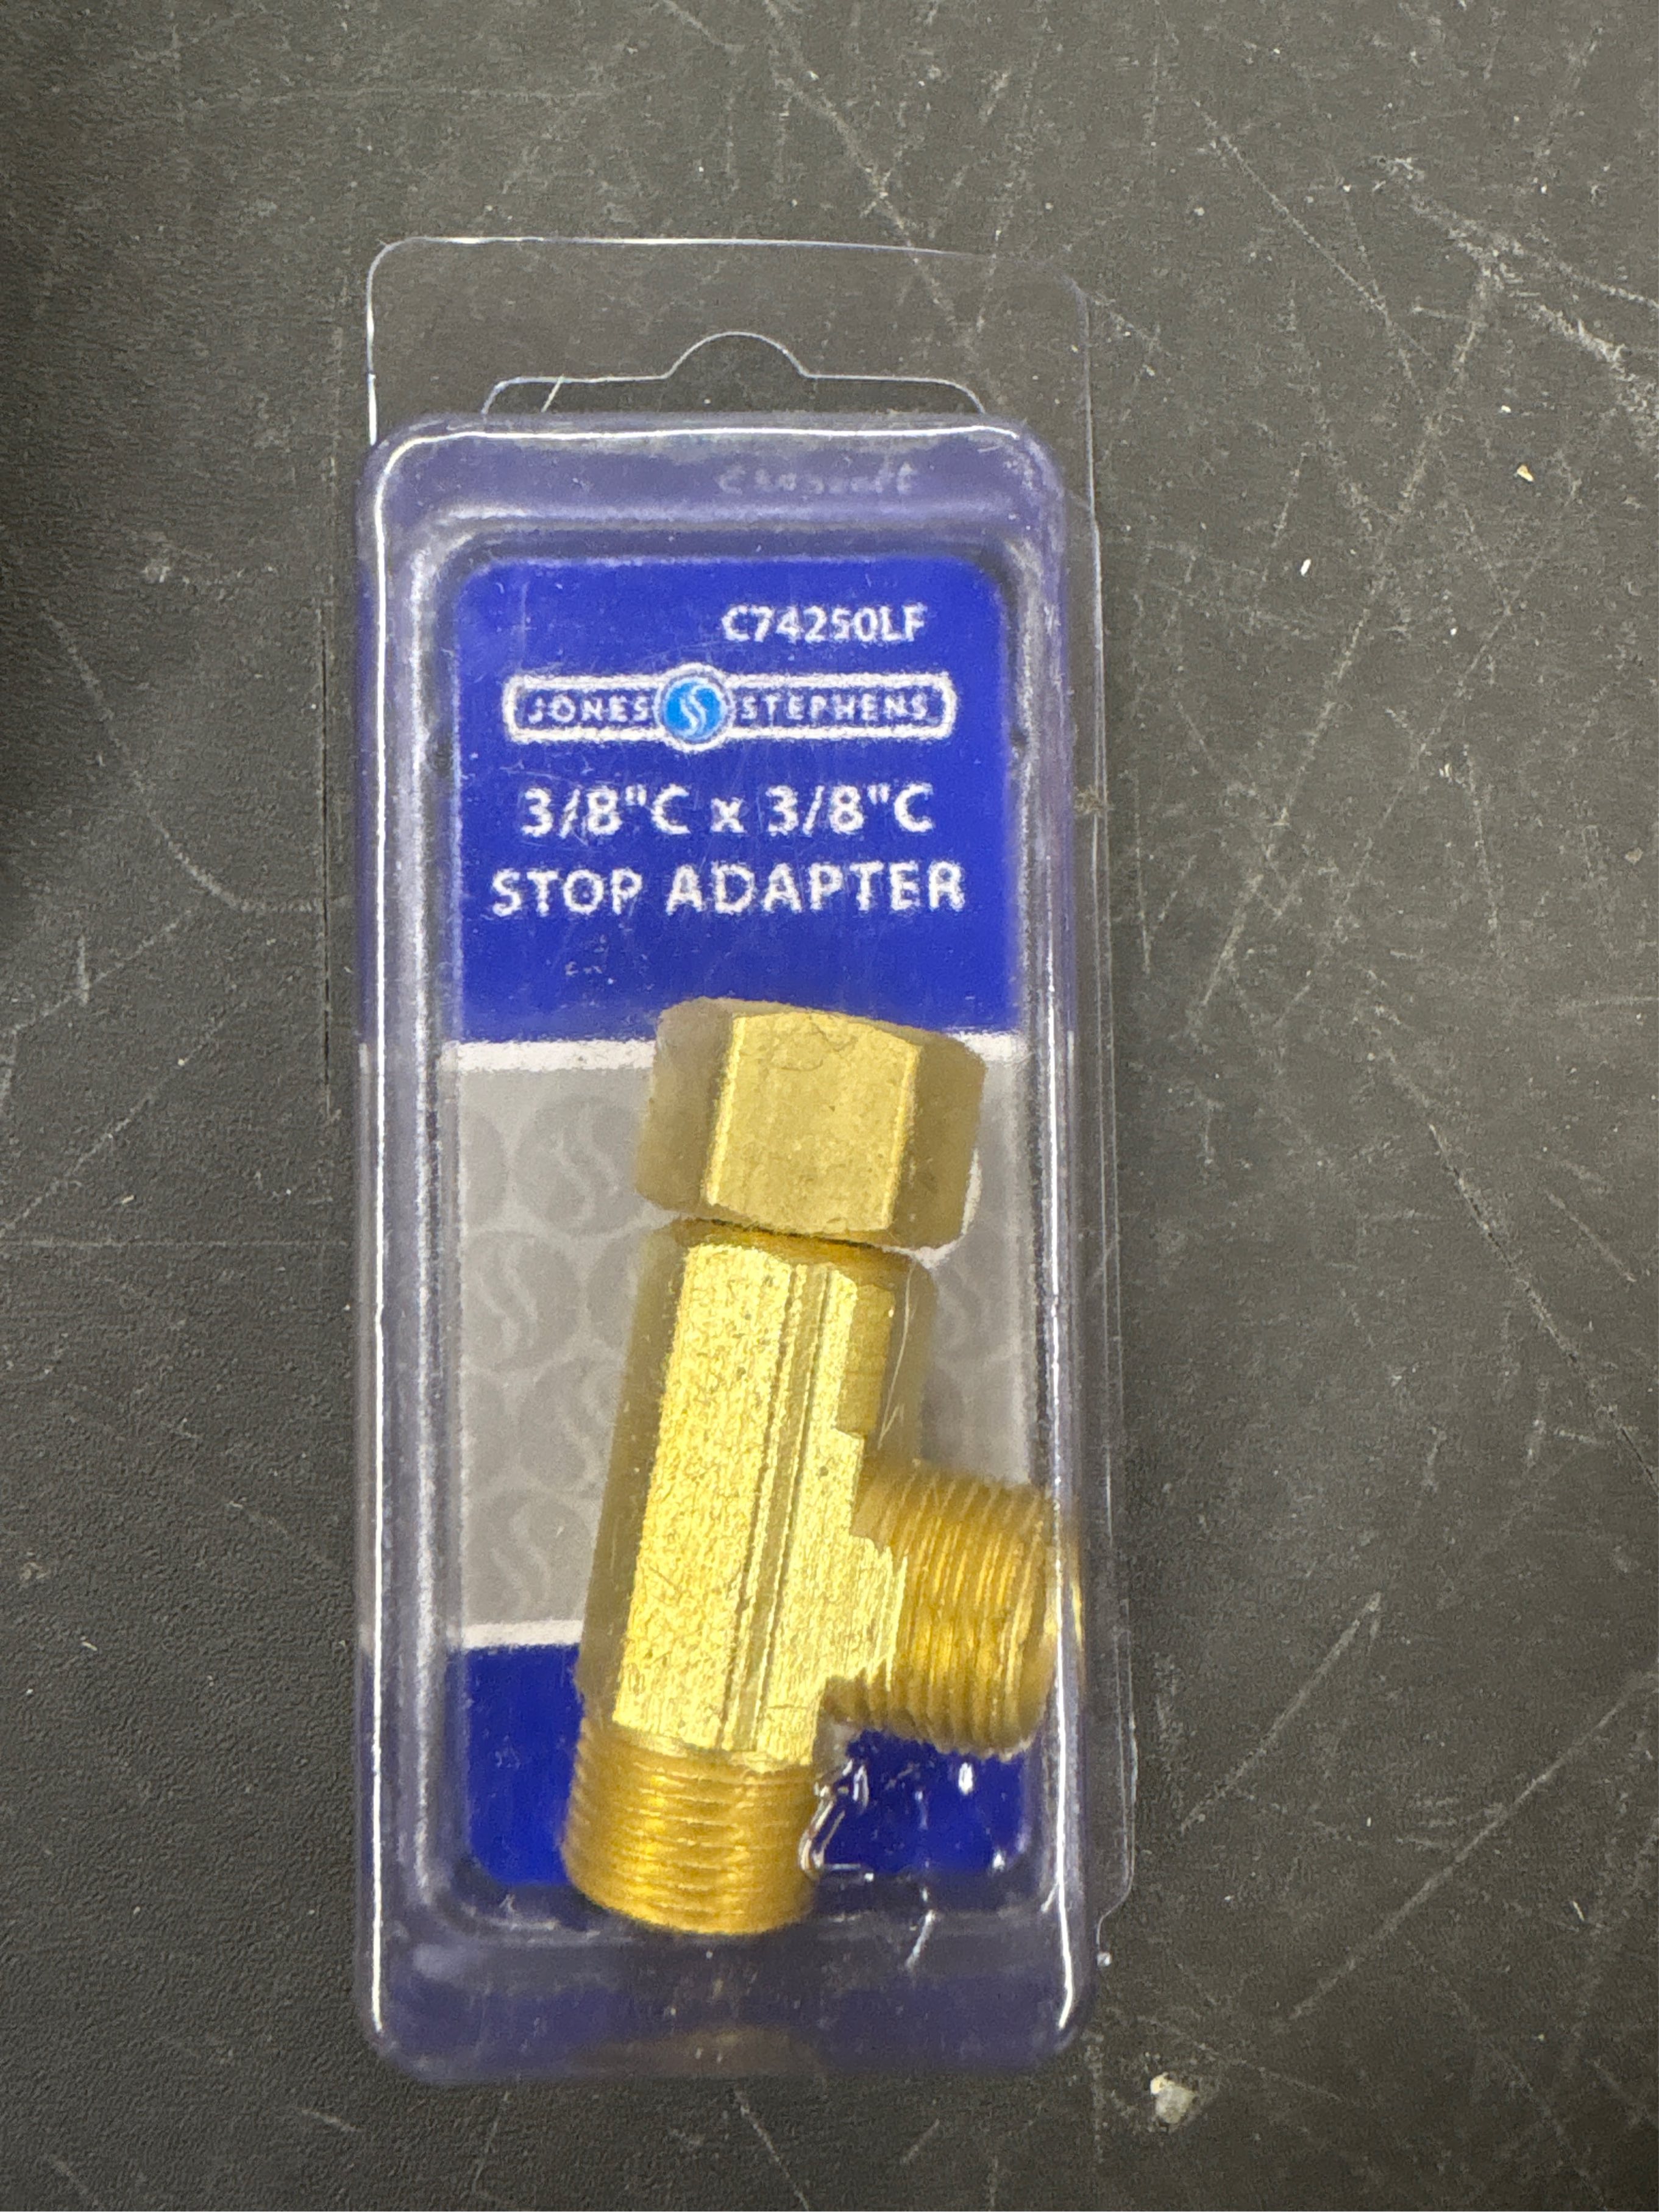 C74250LF
JONES STEPHENS
3/8"C x 3/8"C
STOP ADAPTER